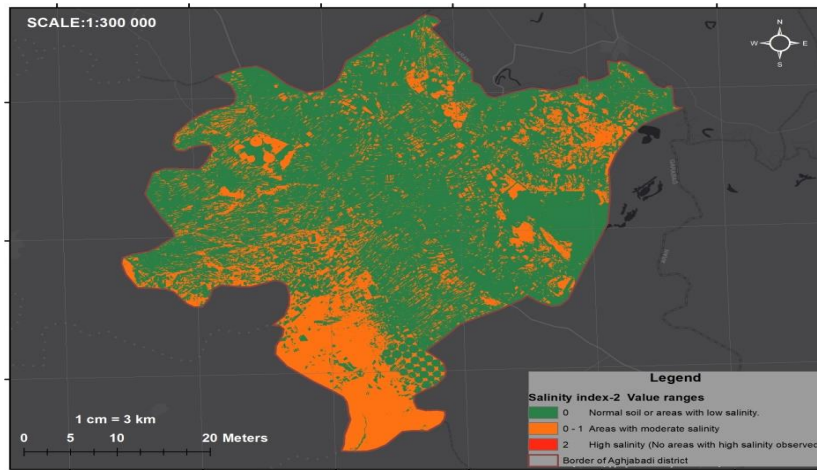 SCALE:1:300 000
N
W E
S
Legend
Salinity index-2 Value ranges
0 Normal soil or areas with low salinity.
0 - 1 Areas with moderate salinity
2 High salinity (No areas with high salinity observed
Border of Aghjabadi district
1 cm = 3 km
0 5 10 20 Meters